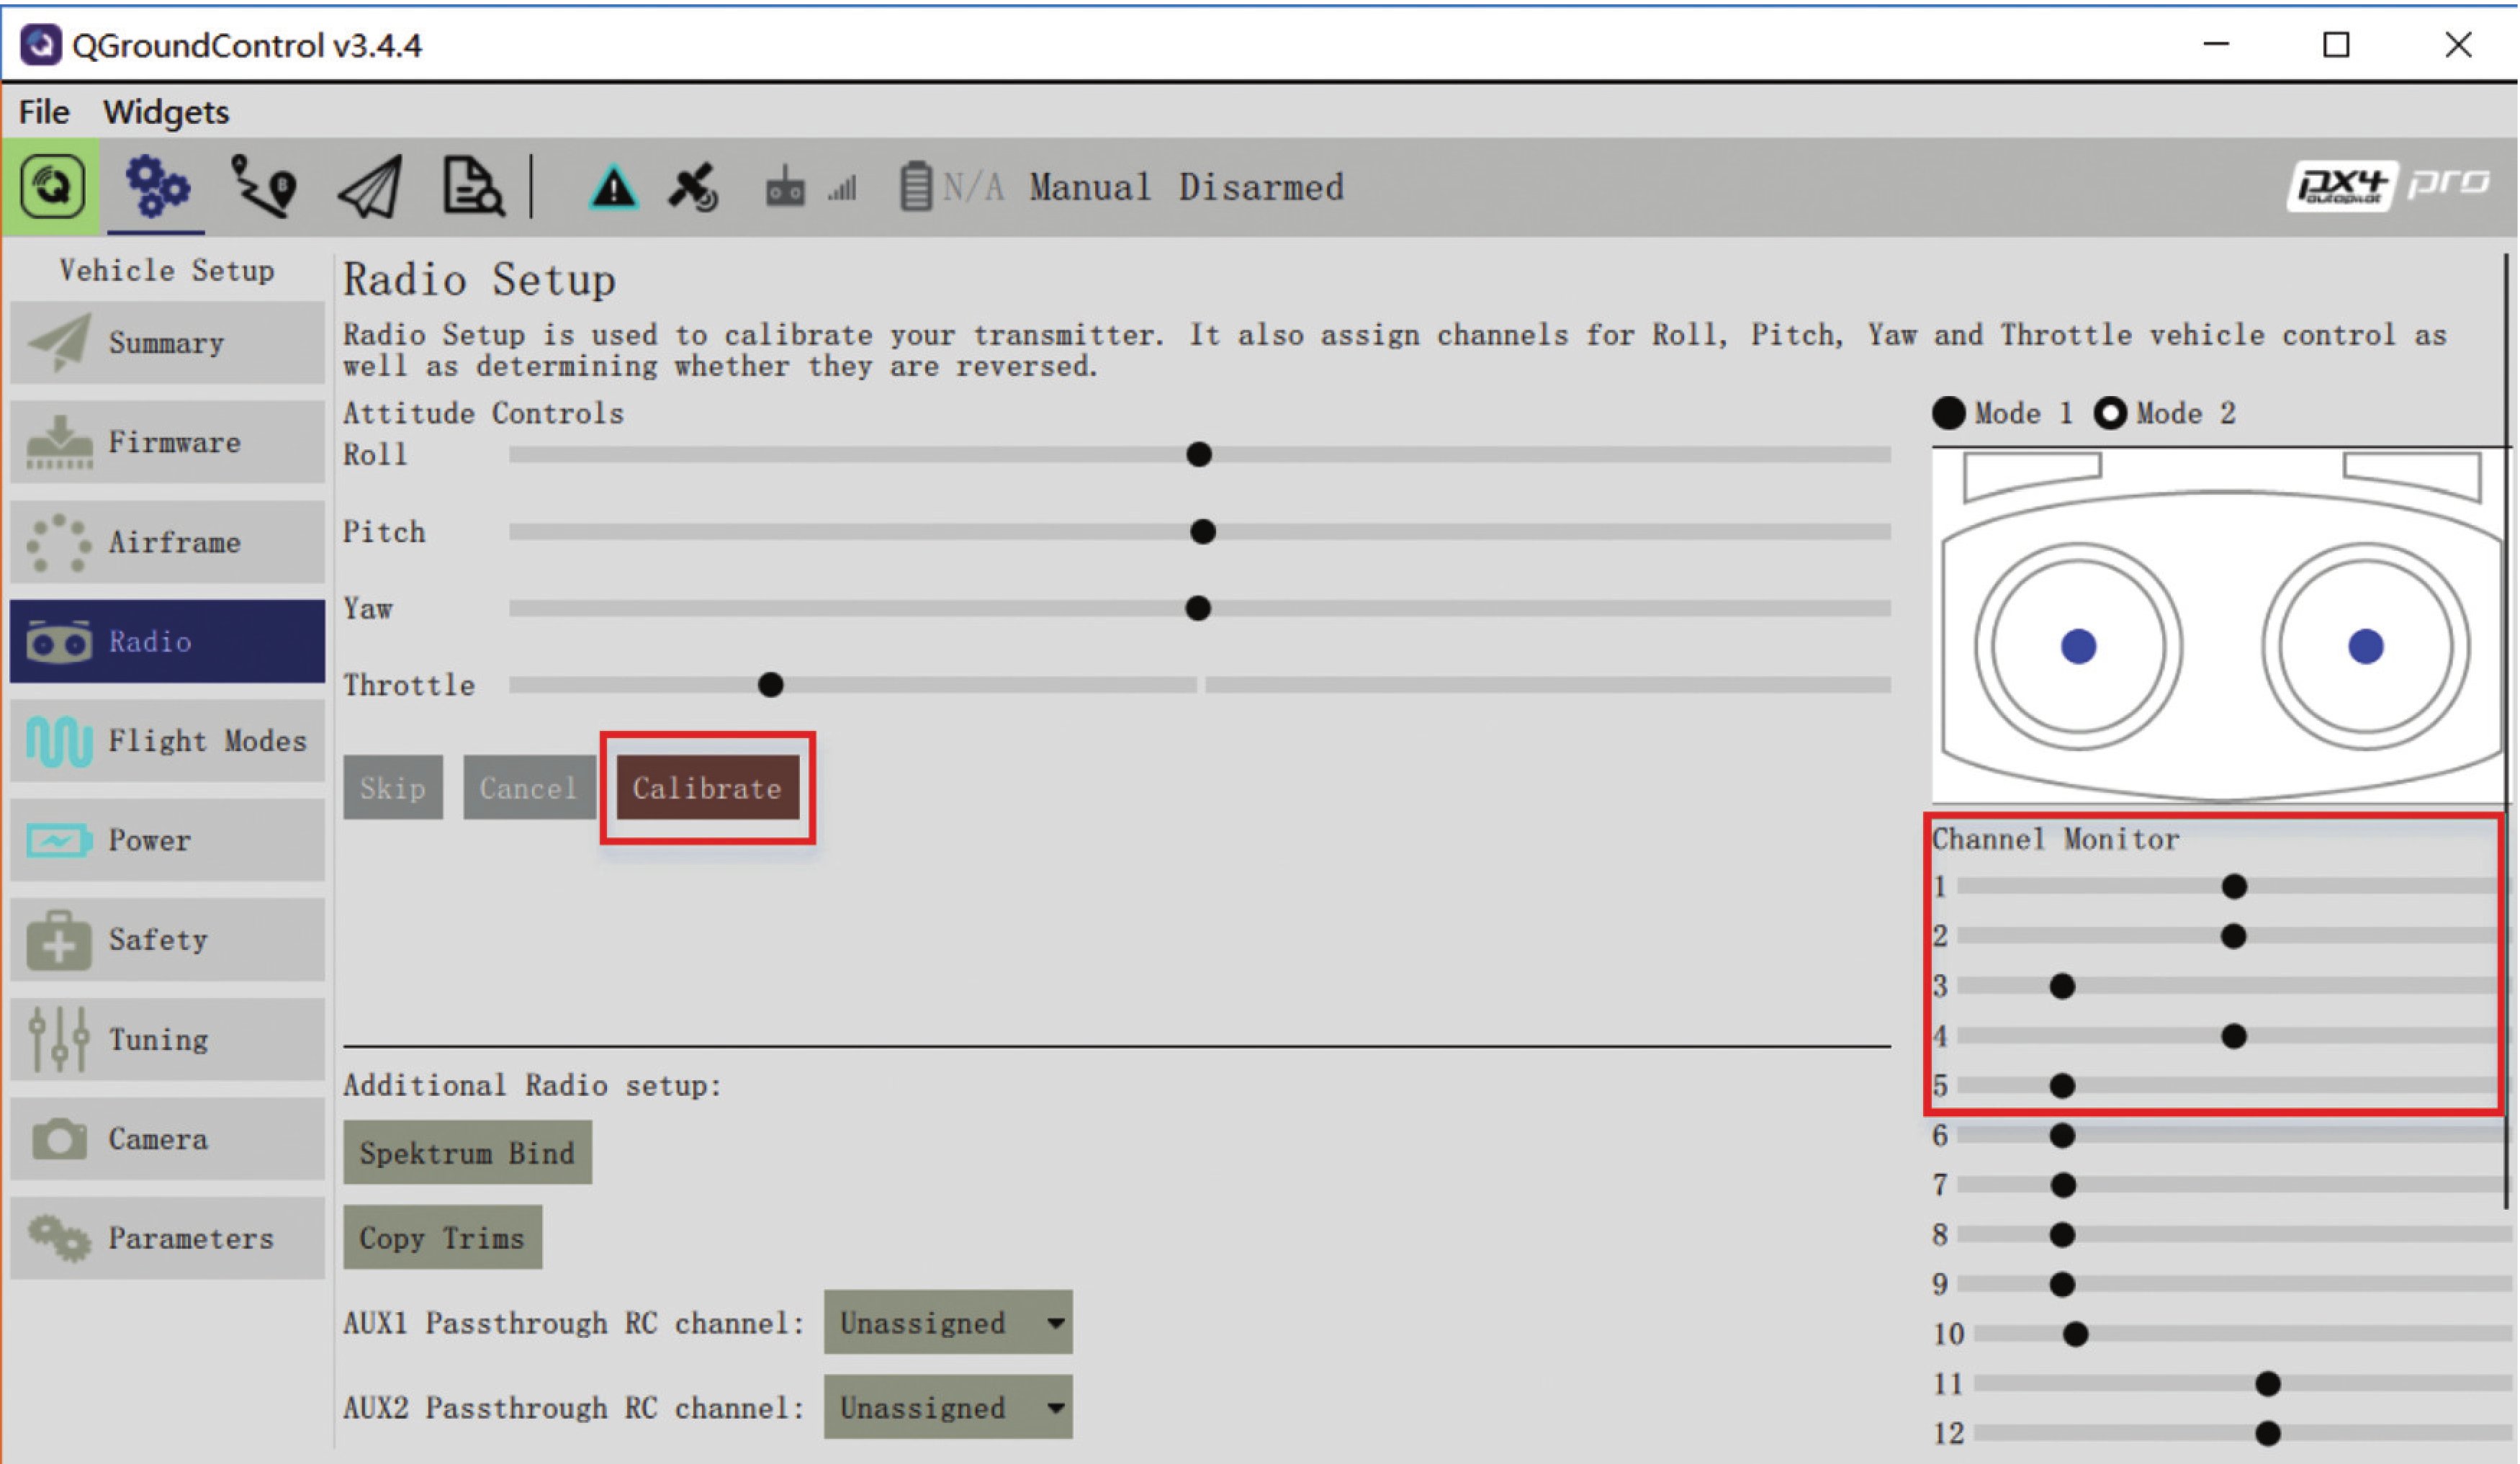 QGroundControl v3.4.4
File Widgets
N/A Manual Disarmed
px4 autopilot pro
Vehicle Setup
Summary
Firmware
Airframe
Radio
Flight Modes
Power
Safety
Tuning
Camera
Parameters
Radio Setup
Radio Setup is used to calibrate your transmitter. It also assign channels for Roll, Pitch, Yaw and Throttle vehicle control as
well as determining whether they are reversed.
Attitude Controls
Roll
Pitch
Yaw
Throttle
Skip Cancel Calibrate
Additional Radio setup:
Spektrum Bind
Copy Trims
AUX1 Passthrough RC channel: Unassigned
AUX2 Passthrough RC channel: Unassigned
Mode 1 Mode 2
Channel Monitor
1
2
3
4
5
6
7
8
9
10
11
12